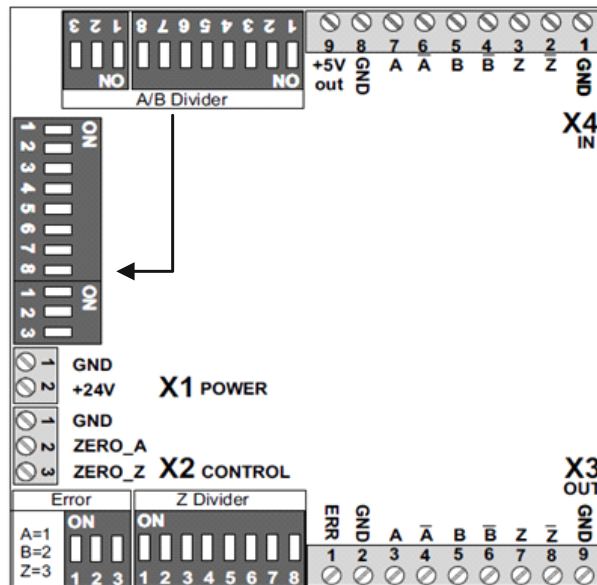 3 2 1 8 7 6 5 4 3 2 1
ON ON
A/B Divider
9 8 7 6 5 4 3 2 1
+5V out GND A A̅ B B̅ Z Z̅ GND
X4
IN
1 2 3 4 5 6 7 8
ON
1 2 3
ON
1 GND
2 +24V
X1 POWER
1 GND
2 ZERO_A
3 ZERO_Z
X2 CONTROL
X3
OUT
Error
A=1
B=2
Z=3
ON
1 2 3
Z Divider
ON
1 2 3 4 5 6 7 8
ERR GND A A̅ B B̅ Z Z̅ GND
1 2 3 4 5 6 7 8 9